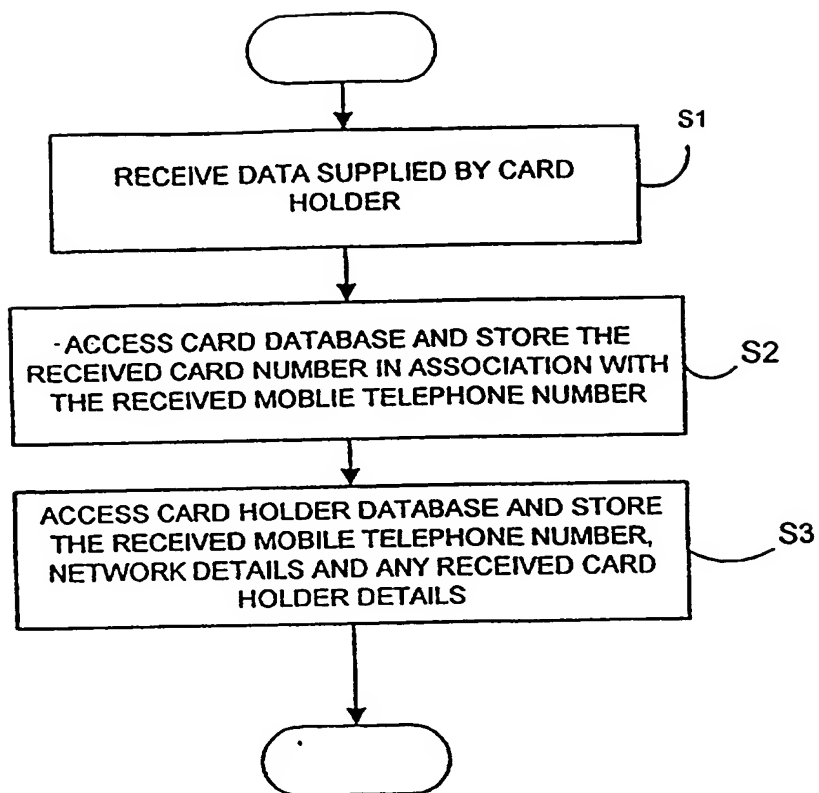 S1
RECEIVE DATA SUPPLIED BY CARD
HOLDER
-ACCESS CARD DATABASE AND STORE THE
RECEIVED CARD NUMBER IN ASSOCIATION WITH
THE RECEIVED MOBLIE TELEPHONE NUMBER
S2
ACCESS CARD HOLDER DATABASE AND STORE
THE RECEIVED MOBILE TELEPHONE NUMBER,
NETWORK DETAILS AND ANY RECEIVED CARD
HOLDER DETAILS
S3